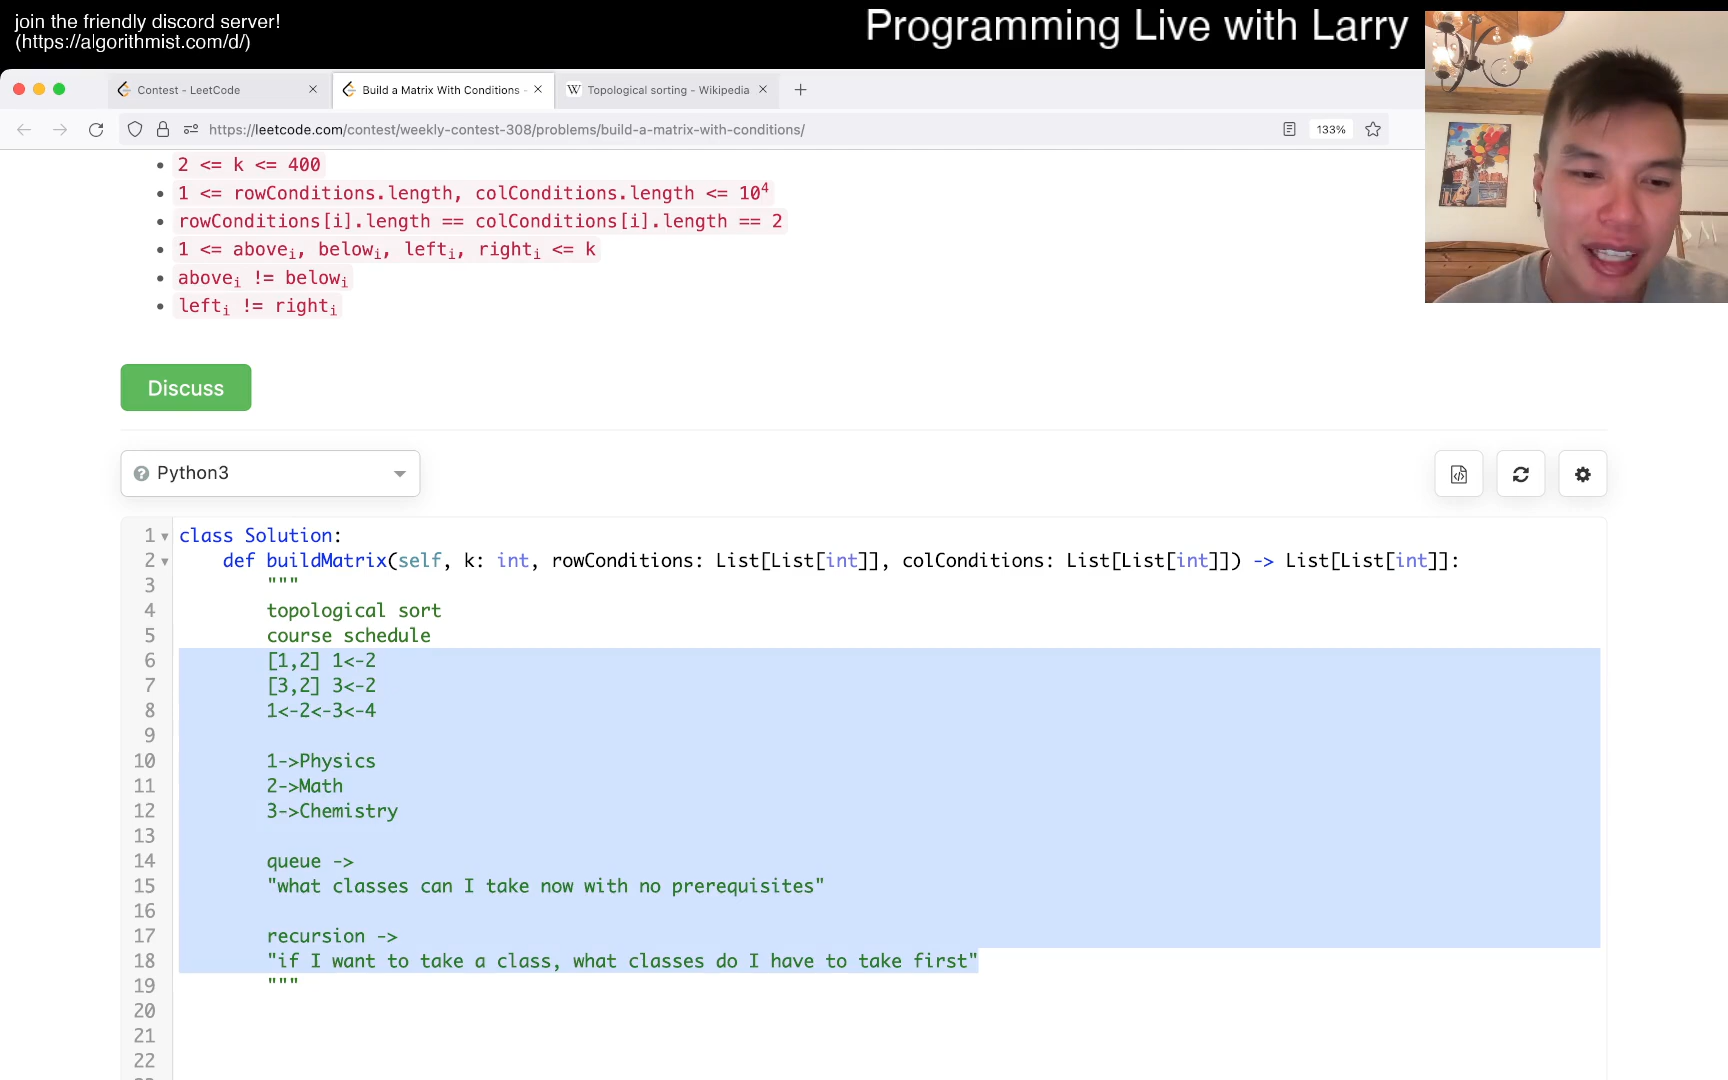 join the friendly discord server!
(https://algorithmist.com/d/)
Programming Live with Larry
Contest - LeetCode
Build a Matrix With Conditions -
Topological sorting - Wikipedia
https://leetcode.com/contest/weekly-contest-308/problems/build-a-matrix-with-conditions/
133%
2 <= k <= 400
1 <= rowConditions.length, colConditions.length <= 10⁴
rowConditions[i].length == colConditions[i].length == 2
1 <= aboveᵢ, belowᵢ, leftᵢ, rightᵢ <= k
aboveᵢ != belowᵢ
leftᵢ != rightᵢ
Discuss
Python3
1 class Solution:
2 def buildMatrix(self, k: int, rowConditions: List[List[int]], colConditions: List[List[int]]) -> List[List[int]]:
3 """
4 topological sort
5 course schedule
6 [1,2] 1<-2
7 [3,2] 3<-2
8 1<-2<-3<-4
9
10 1->Physics
11 2->Math
12 3->Chemistry
13
14 queue ->
15 "what classes can I take now with no prerequisites"
16
17 recursion ->
18 "if I want to take a class, what classes do I have to take first"
19 """
20
21
22